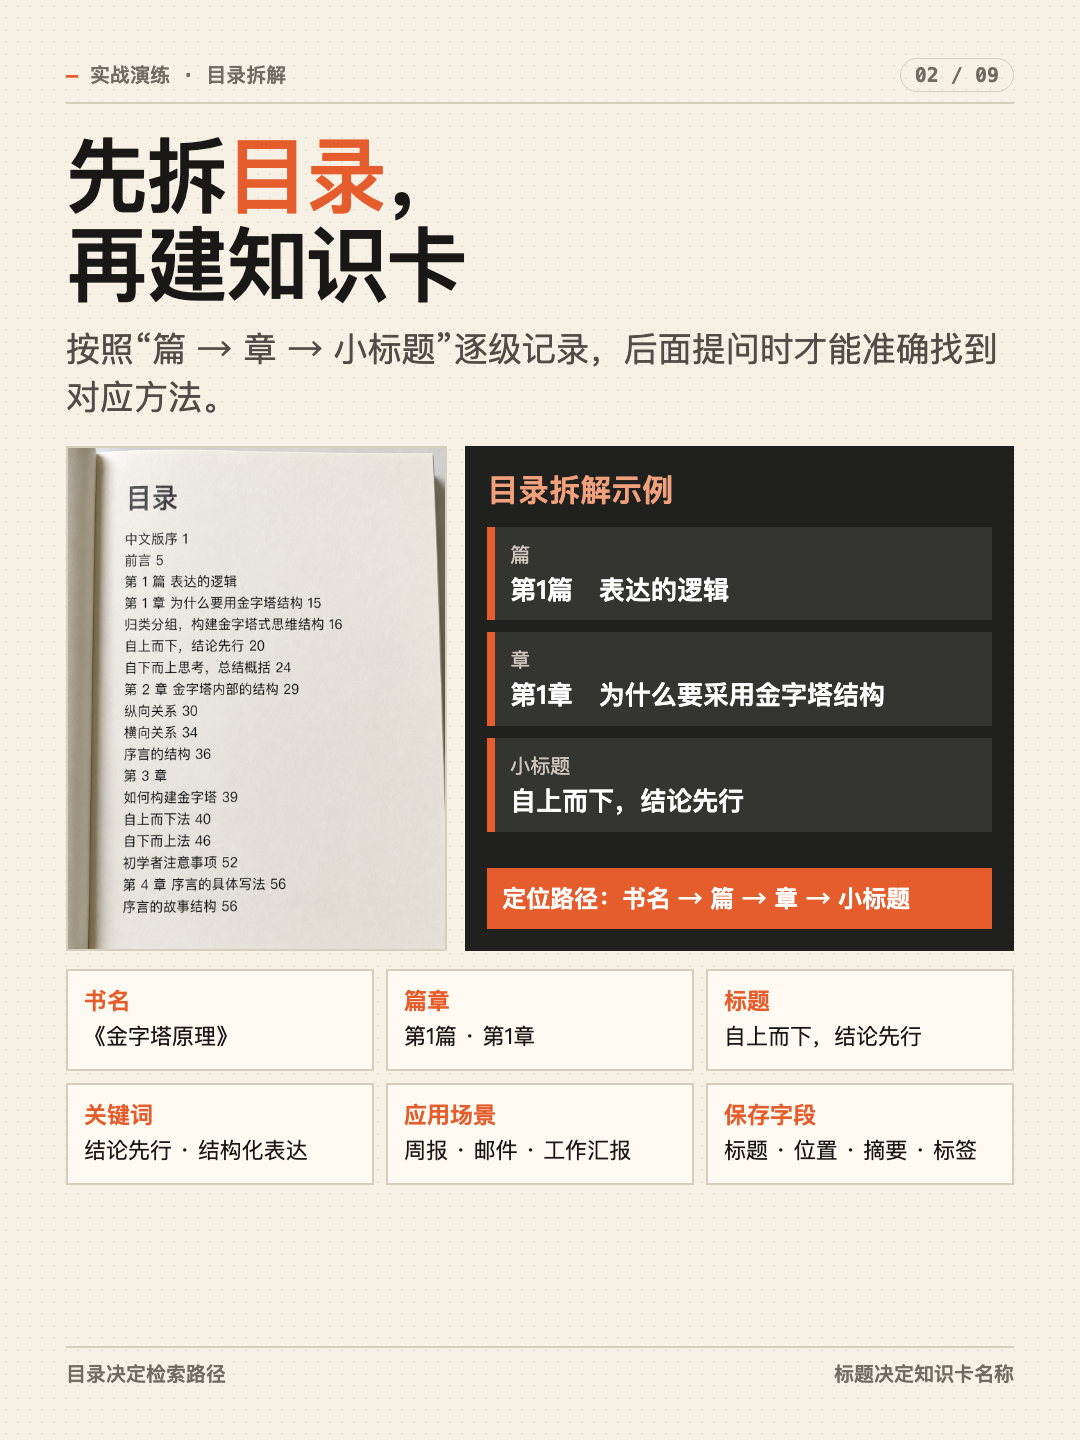 实战演练 · 目录拆解
02 / 09
先拆目录，
再建知识卡
按照“篇 → 章 → 小标题”逐级记录，后面提问时才能准确找到
对应方法。
目录
中文版序 1
前言 5
第 1 篇 表达的逻辑
第 1 章 为什么要用金字塔结构 15
归类分组，构建金字塔式思维结构 16
自上而下，结论先行 20
自下而上思考，总结概括 24
第 2 章 金字塔内部的结构 29
纵向关系 30
横向关系 34
序言的结构 36
第 3 章
如何构建金字塔 39
自上而下法 40
自下而上法 46
初学者注意事项 52
第 4 章 序言的具体写法 56
序言的故事结构 56
目录拆解示例
篇
第1篇　表达的逻辑
章
第1章　为什么要采用金字塔结构
小标题
自上而下，结论先行
定位路径：书名 → 篇 → 章 → 小标题
书名
《金字塔原理》
篇章
第1篇 · 第1章
标题
自上而下，结论先行
关键词
结论先行 · 结构化表达
应用场景
周报 · 邮件 · 工作汇报
保存字段
标题 · 位置 · 摘要 · 标签
目录决定检索路径
标题决定知识卡名称